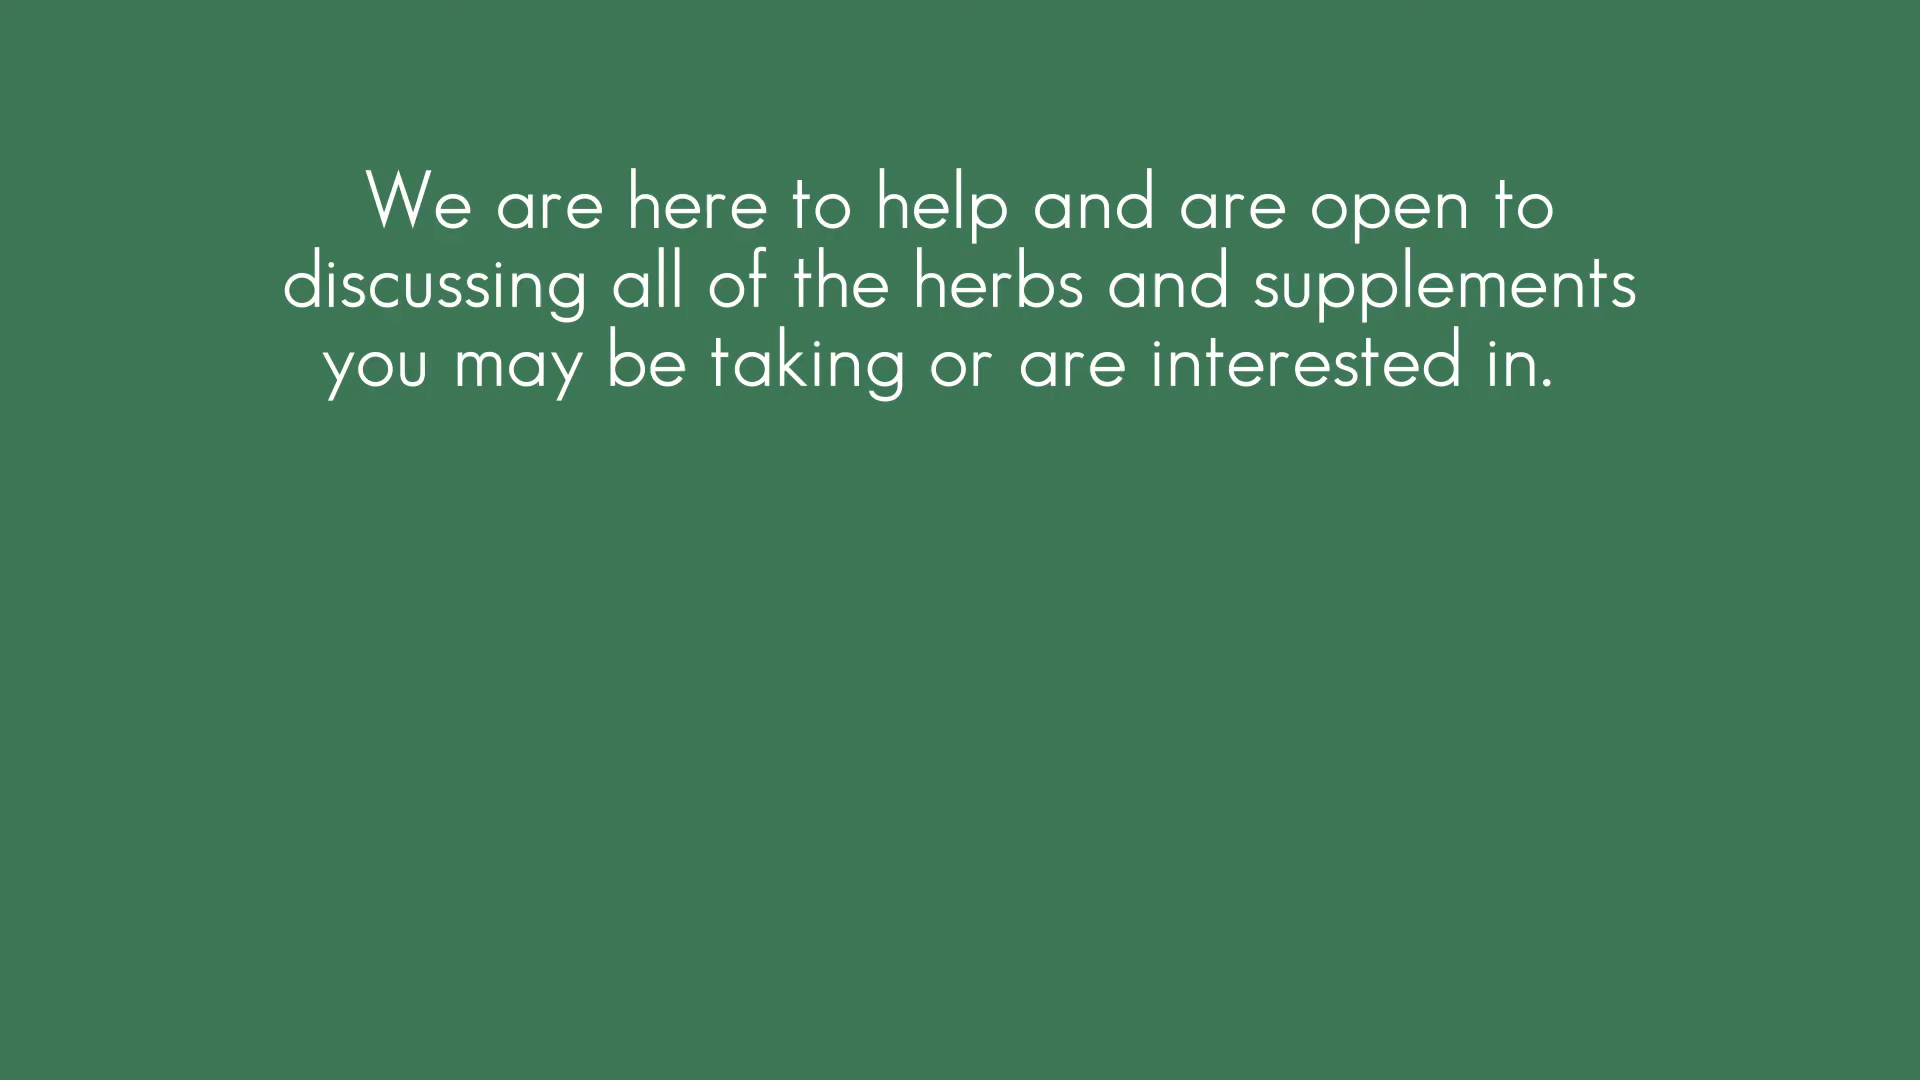 We are here to help and are open to
discussing all of the herbs and supplements
you may be taking or are interested in.